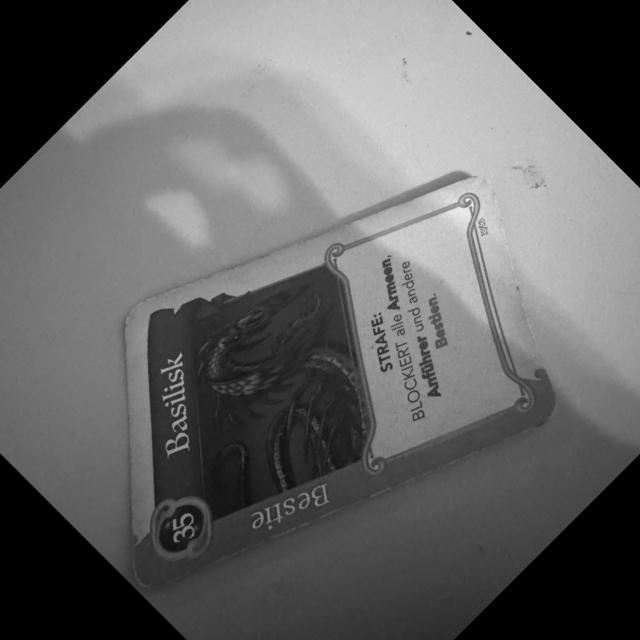 35
Basilisk
Bestie
STRAFE:
BLOCKIERT alle Armeen,
Anführer und andere
Bestien.